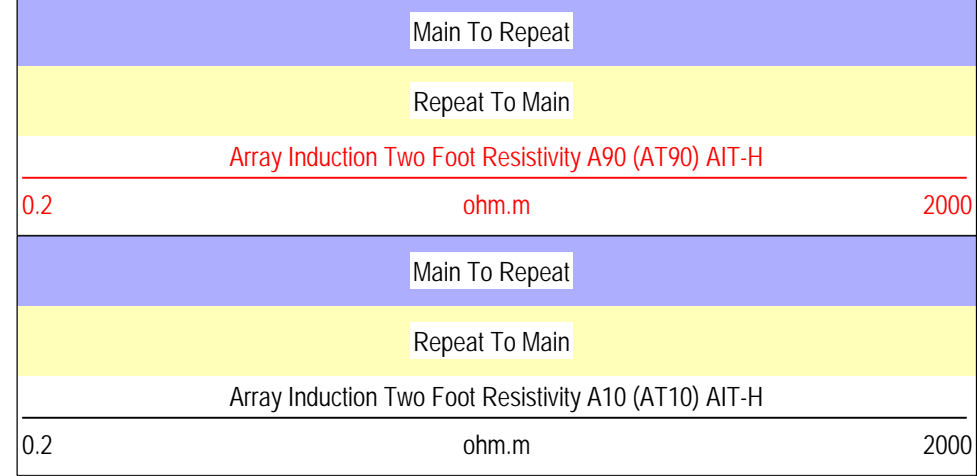 Main To Repeat
Repeat To Main
Array Induction Two Foot Resistivity A90 (AT90) AIT-H
0.2 ohm.m 2000
Main To Repeat
Repeat To Main
Array Induction Two Foot Resistivity A10 (AT10) AIT-H
0.2 ohm.m 2000